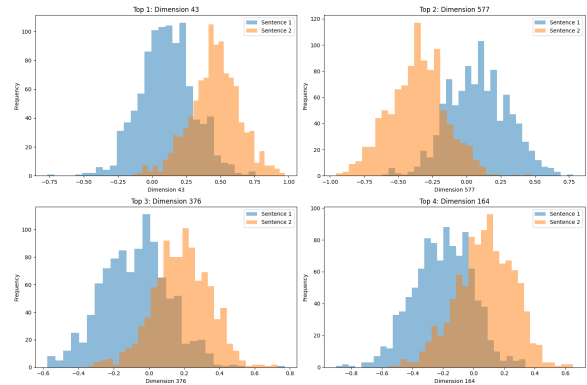 Top 1: Dimension 43
Frequency
100
80
60
40
20
0
−0.75
−0.50
−0.25
0.00
0.25
0.50
0.75
1.00
Dimension 43
Sentence 1
Sentence 2
Top 2: Dimension 577
Frequency
120
100
80
60
40
20
0
−1.00
−0.75
−0.50
−0.25
0.00
0.25
0.50
0.75
Dimension 577
Sentence 1
Sentence 2
Top 3: Dimension 376
Frequency
100
80
60
40
20
0
−0.6
−0.4
−0.2
0.0
0.2
0.4
0.6
0.8
Dimension 376
Sentence 1
Sentence 2
Top 4: Dimension 164
Frequency
100
80
60
40
20
0
−0.8
−0.6
−0.4
−0.2
0.0
0.2
0.4
0.6
Dimension 164
Sentence 1
Sentence 2